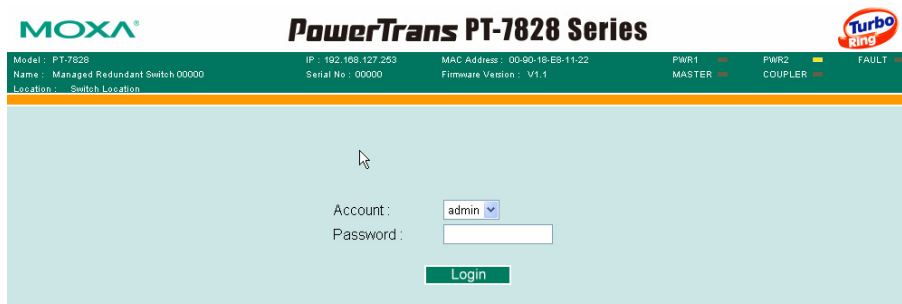 MOXA®
PowerTrans PT-7828 Series
Turbo Ring
Model : PT-7828 IP : 192.168.127.253 MAC Address : 00-90-18-E8-11-22 PWR1 PWR2 FAULT
Name : Managed Redundant Switch 00000 Serial No : 00000 Firmware Version : V1.1 MASTER COUPLER
Location : Switch Location
Account : admin
Password :
Login